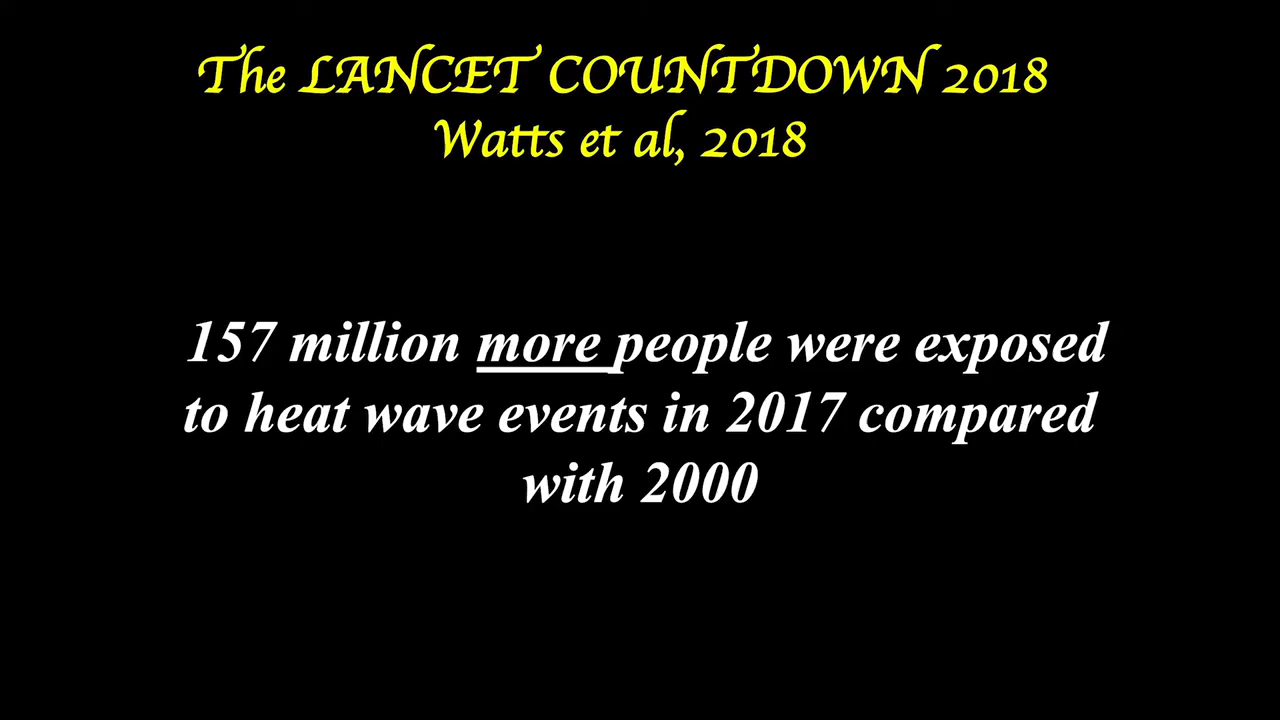 The LANCET COUNTDOWN 2018
Watts et al, 2018
157 million more people were exposed
to heat wave events in 2017 compared
with 2000